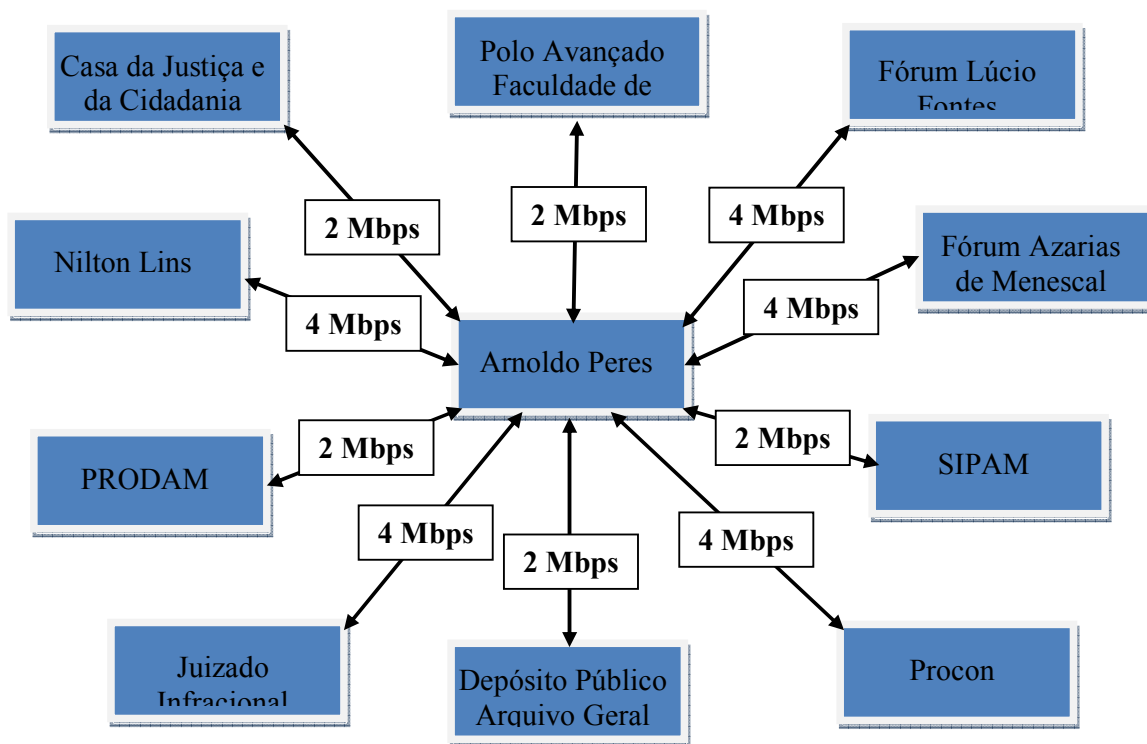 Casa da Justiça e
da Cidadania
Polo Avançado
Faculdade de
Fórum Lúcio
Fontes
2 Mbps
2 Mbps
4 Mbps
Nilton Lins
Fórum Azarias
de Menescal
4 Mbps
4 Mbps
Arnoldo Peres
PRODAM
2 Mbps
2 Mbps
SIPAM
4 Mbps
2 Mbps
4 Mbps
Juizado
Infracional
Depósito Público
Arquivo Geral
Procon